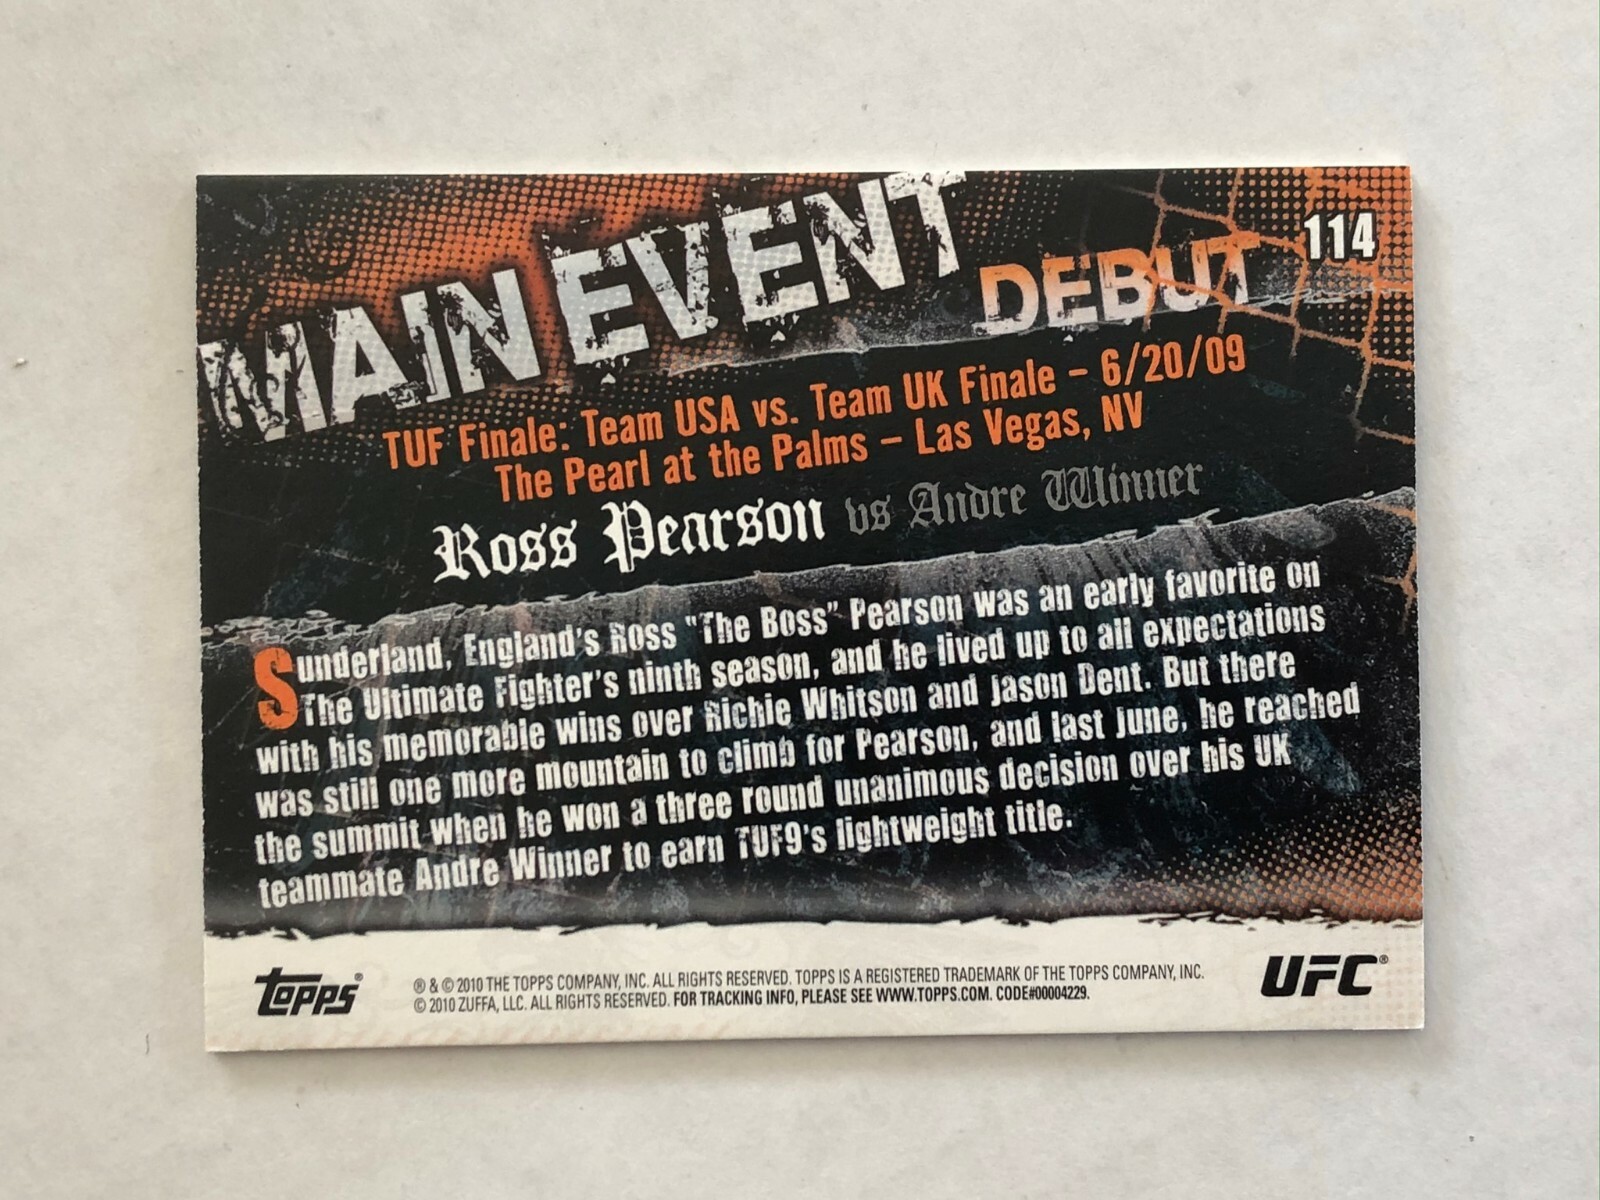 MAIN EVENT
DEBUT
114
TUF Finale: Team USA vs. Team UK Finale – 6/20/09
The Pearl at the Palms – Las Vegas, NV
Ross Pearson vs Andre Winner
Sunderland, England's Ross "The Boss" Pearson was an early favorite on
The Ultimate Fighter's ninth season, and he lived up to all expectations
with his memorable wins over Richie Whitson and Jason Dent. But there
was still one more mountain to climb for Pearson, and last June, he reached
the summit when he won a three round unanimous decision over his UK
teammate Andre Winner to earn TUF9's lightweight title.
Topps®
® & © 2010 THE TOPPS COMPANY, INC. ALL RIGHTS RESERVED. TOPPS IS A REGISTERED TRADEMARK OF THE TOPPS COMPANY, INC.
© 2010 ZUFFA, LLC. ALL RIGHTS RESERVED. FOR TRACKING INFO, PLEASE SEE WWW.TOPPS.COM. CODE#00004229.
UFC®